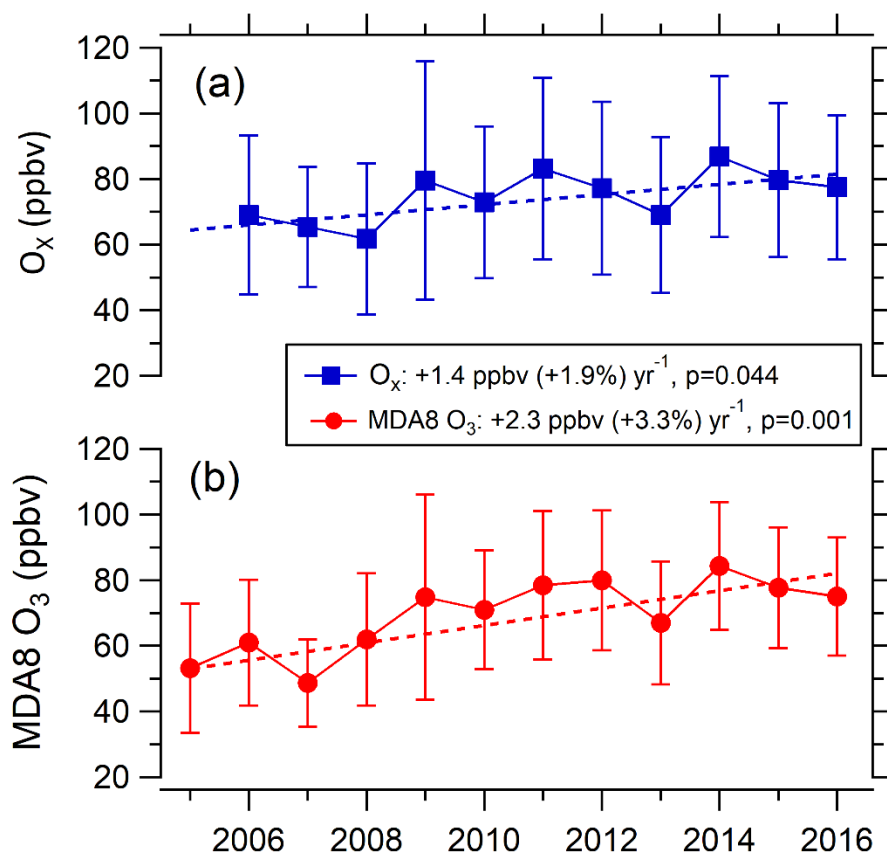 120
(a)
100
80
60
40
20
Oₓ (ppbv)
Oₓ: +1.4 ppbv (+1.9%) yr⁻¹, p=0.044
MDA8 O₃: +2.3 ppbv (+3.3%) yr⁻¹, p=0.001
120
(b)
100
80
60
40
20
MDA8 O₃ (ppbv)
2006 2008 2010 2012 2014 2016